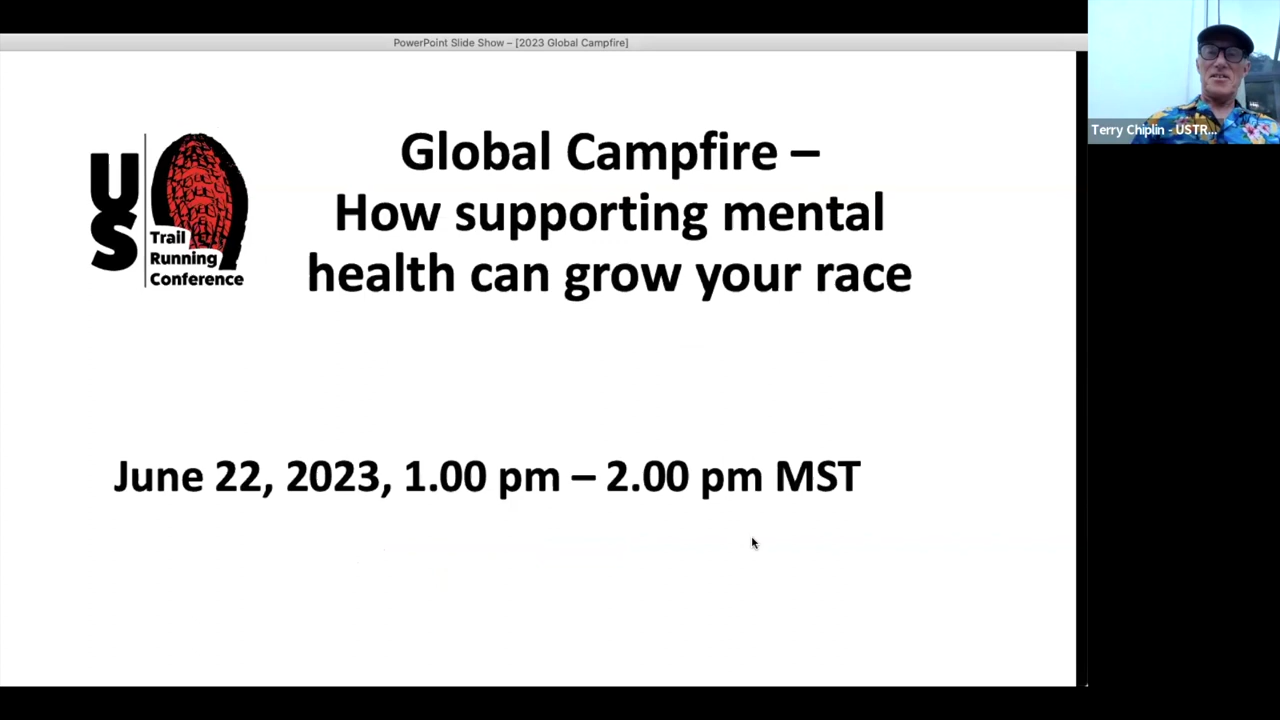 PowerPoint Slide Show – [2023 Global Campfire]
US
Trail
Running
Conference
Global Campfire –
How supporting mental
health can grow your race
June 22, 2023, 1.00 pm – 2.00 pm MST
Terry Chiplin - USTR...